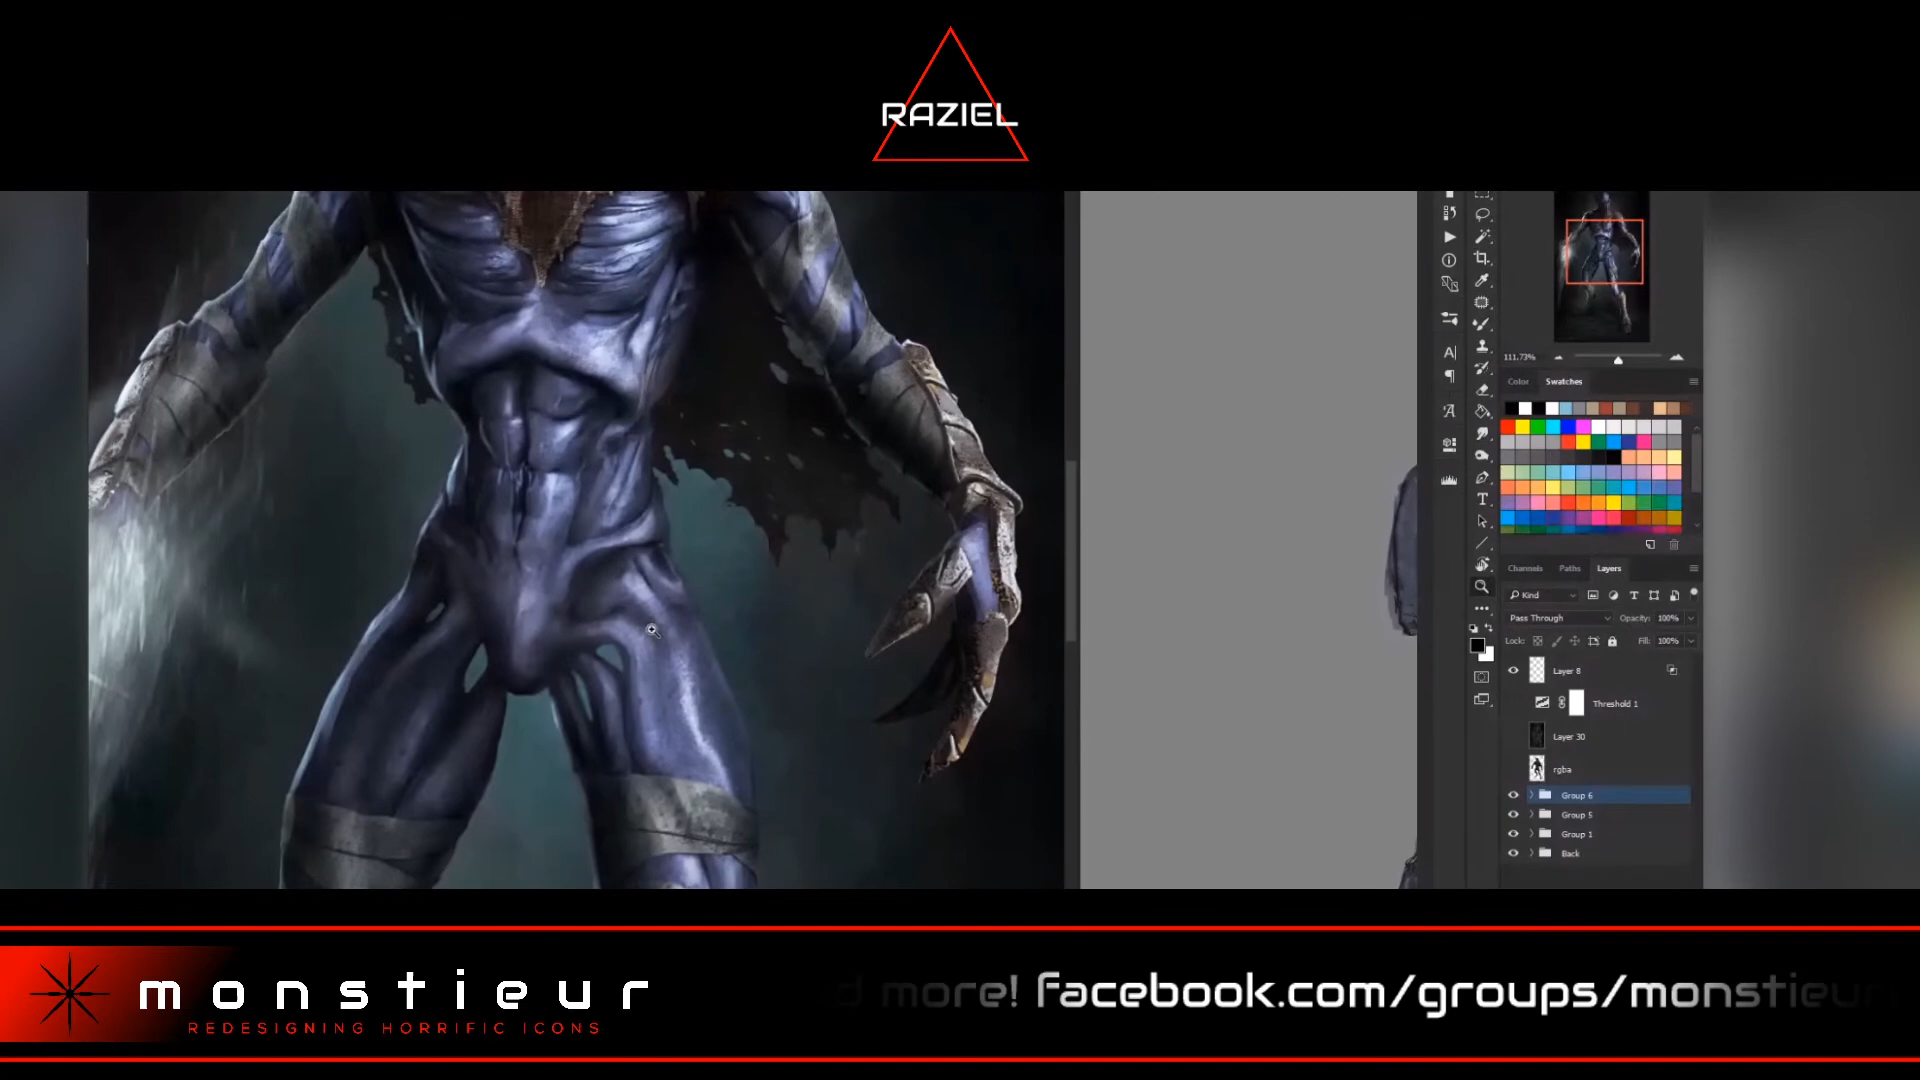 RAZIEL
111.73%
Color Swatches
Channels Paths Layers
Kind
Pass Through Opacity: 100%
Lock: Fill: 100%
Layer 8
Threshold 1
Layer 30
rgba
Group 6
Group 5
Group 1
Back
monstieur
REDESIGNING HORRIFIC ICONS
d more! facebook.com/groups/monstieur